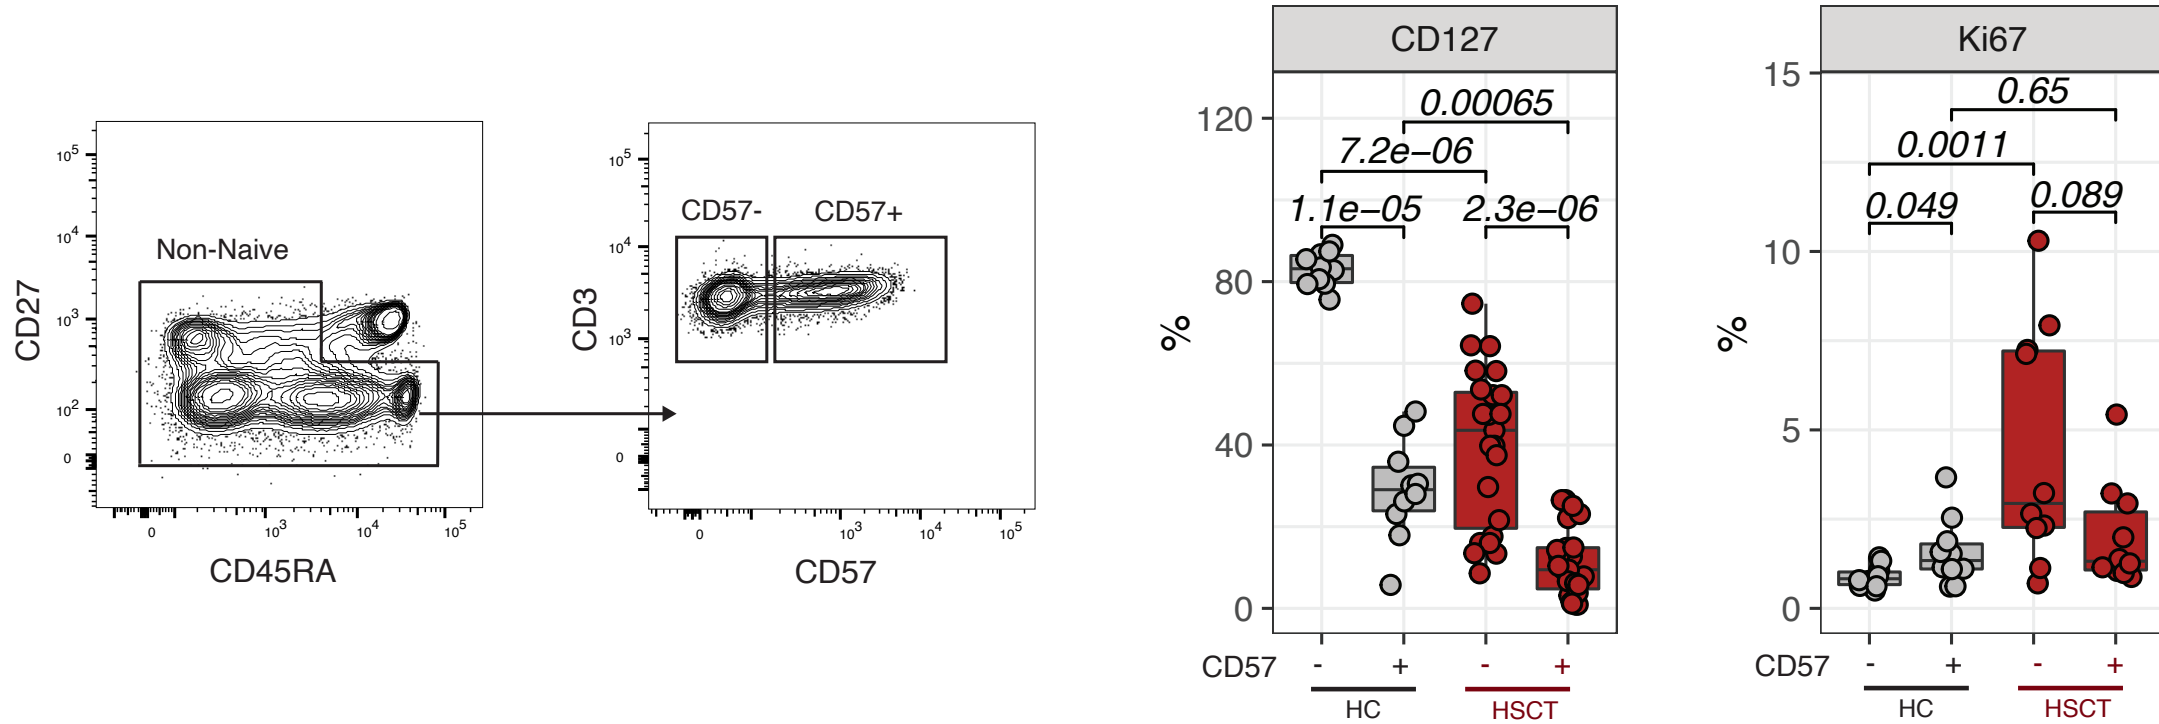 CD27
10^5
10^4
10^3
10^2
0
Non-Naive
0
10^3
10^4
10^5
CD45RA
CD3
10^5
10^4
10^3
0
CD57-
CD57+
0
10^3
10^4
10^5
CD57
CD127
%
120
80
40
0
0.00065
7.2e−06
1.1e−05
2.3e−06
CD57 - + - +
HC
HSCT
Ki67
%
15
10
5
0
0.65
0.0011
0.049
0.089
CD57 - + - +
HC
HSCT